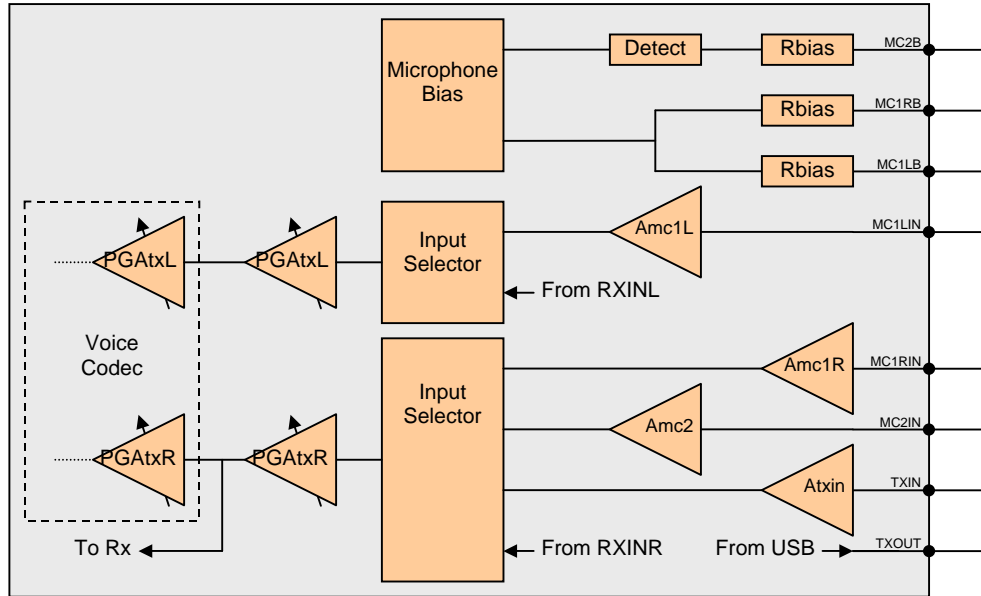 Microphone
Bias
Detect
Rbias
MC2B
Rbias
MC1RB
Rbias
MC1LB
PGAtxL
PGAtxL
Input
Selector
Amc1L
MC1LIN
From RXINL
Voice
Codec
Input
Selector
Amc1R
MC1RIN
Amc2
MC2IN
PGAtxR
PGAtxR
Atxin
TXIN
To Rx
From RXINR
From USB
TXOUT